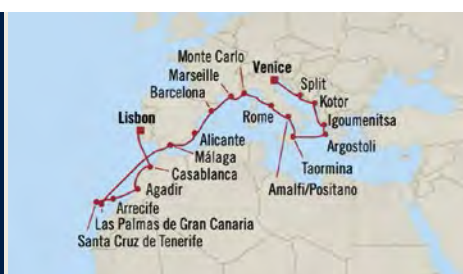 Monte Carlo
Marseille
Venice
Barcelona
Split
Kotor
Lisbon
Rome
Igoumenitsa
Alicante
Argostoli
Málaga
Casablanca
Taormina
Agadir
Amalfi/Positano
Arrecife
Las Palmas de Gran Canaria
Santa Cruz de Tenerife